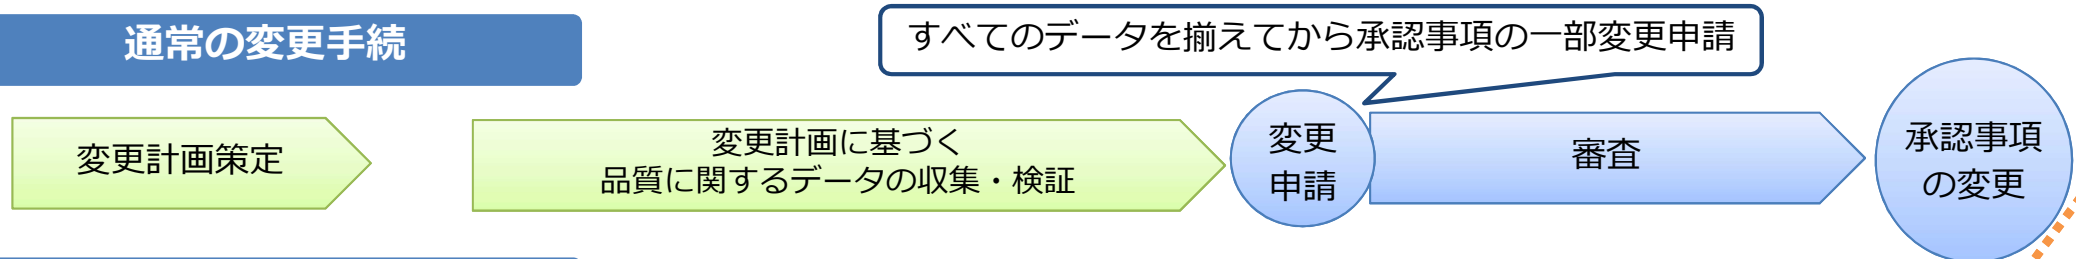 通常の変更手続
すべてのデータを揃えてから承認事項の一部変更申請
変更計画策定
変更計画に基づく
品質に関するデータの収集・検証
変更
申請
審査
承認事項
の変更